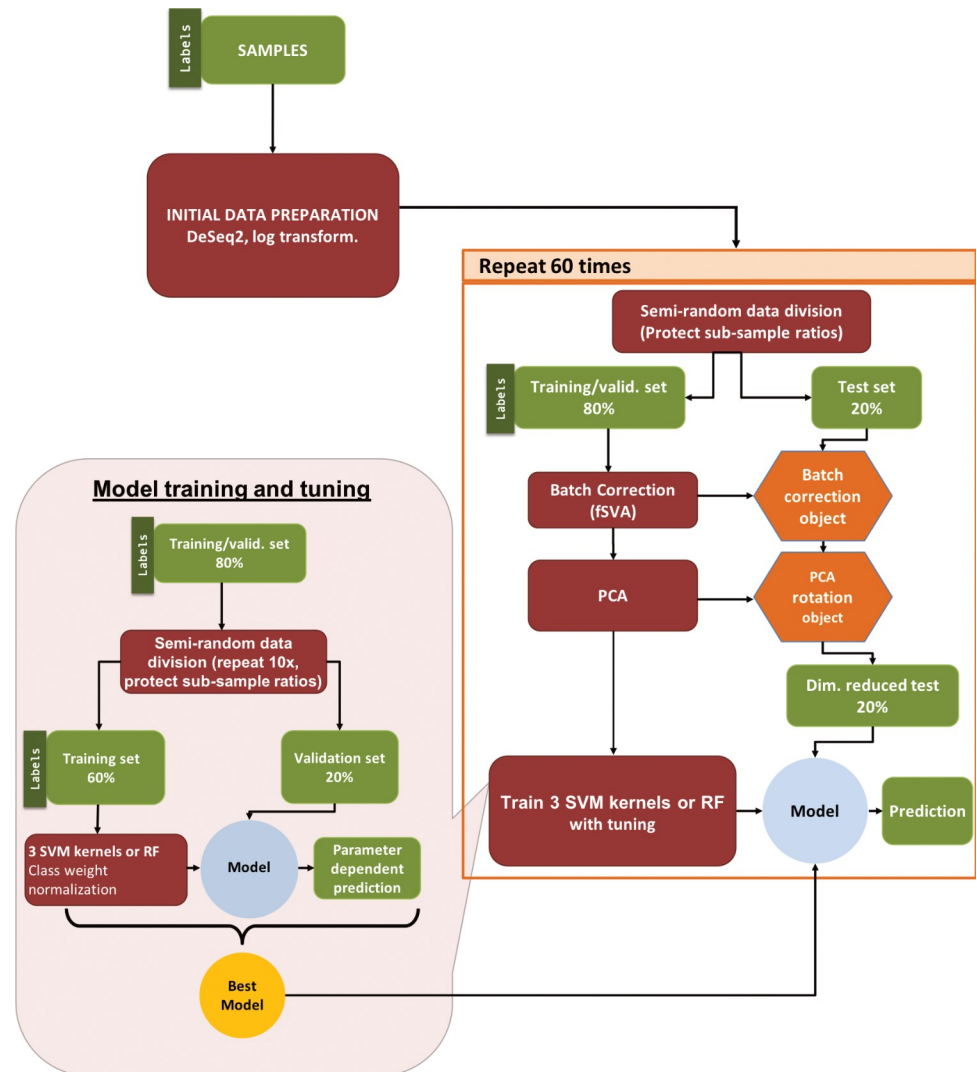 Labels
SAMPLES
INITIAL DATA PREPARATION
DeSeq2, log transform.
Repeat 60 times
Semi-random data division
(Protect sub-sample ratios)
Labels
Training/valid. set
80%
Test set
20%
Batch Correction
(fSVA)
Batch
correction
object
PCA
PCA
rotation
object
Dim. reduced test
20%
Train 3 SVM kernels or RF
with tuning
Model
Prediction
Model training and tuning
Labels
Training/valid. set
80%
Semi-random data
division (repeat 10x,
protect sub-sample ratios)
Labels
Training set
60%
Validation set
20%
3 SVM kernels or RF
Class weight
normalization
Model
Parameter
dependent
prediction
Best
Model